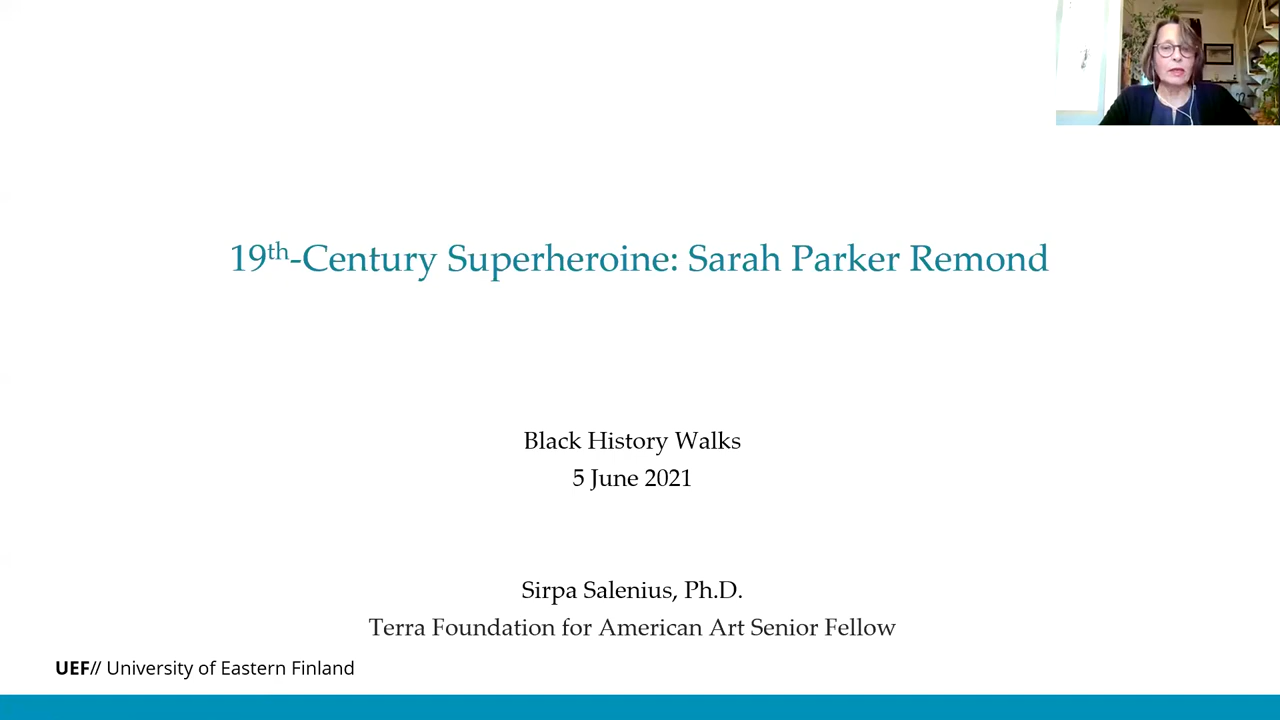 19th-Century Superheroine: Sarah Parker Remond
Black History Walks
5 June 2021
Sirpa Salenius, Ph.D.
Terra Foundation for American Art Senior Fellow
UEF// University of Eastern Finland